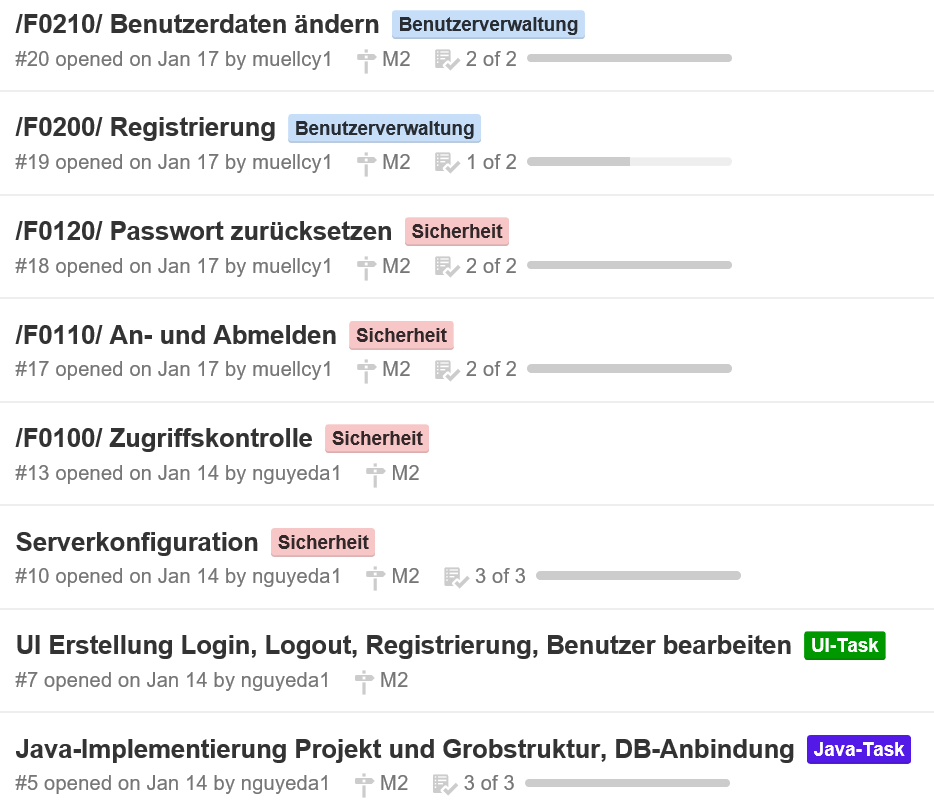 /F0210/ Benutzerdaten ändern Benutzerverwaltung
#20 opened on Jan 17 by muellcy1 M2 2 of 2
/F0200/ Registrierung Benutzerverwaltung
#19 opened on Jan 17 by muellcy1 M2 1 of 2
/F0120/ Passwort zurücksetzen Sicherheit
#18 opened on Jan 17 by muellcy1 M2 2 of 2
/F0110/ An- und Abmelden Sicherheit
#17 opened on Jan 17 by muellcy1 M2 2 of 2
/F0100/ Zugriffskontrolle Sicherheit
#13 opened on Jan 14 by nguyeda1 M2
Serverkonfiguration Sicherheit
#10 opened on Jan 14 by nguyeda1 M2 3 of 3
UI Erstellung Login, Logout, Registrierung, Benutzer bearbeiten UI-Task
#7 opened on Jan 14 by nguyeda1 M2
Java-Implementierung Projekt und Grobstruktur, DB-Anbindung Java-Task
#5 opened on Jan 14 by nguyeda1 M2 3 of 3